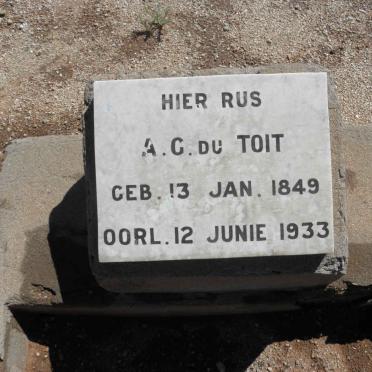 HIER RUS
A. C. DU TOIT
GEB. 13 JAN. 1849
OORL. 12 JUNIE 1933